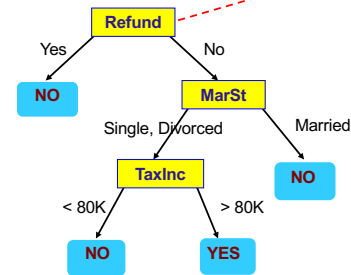 Refund
Yes
No
NO
MarSt
Single, Divorced
Married
TaxInc
NO
< 80K
> 80K
NO
YES